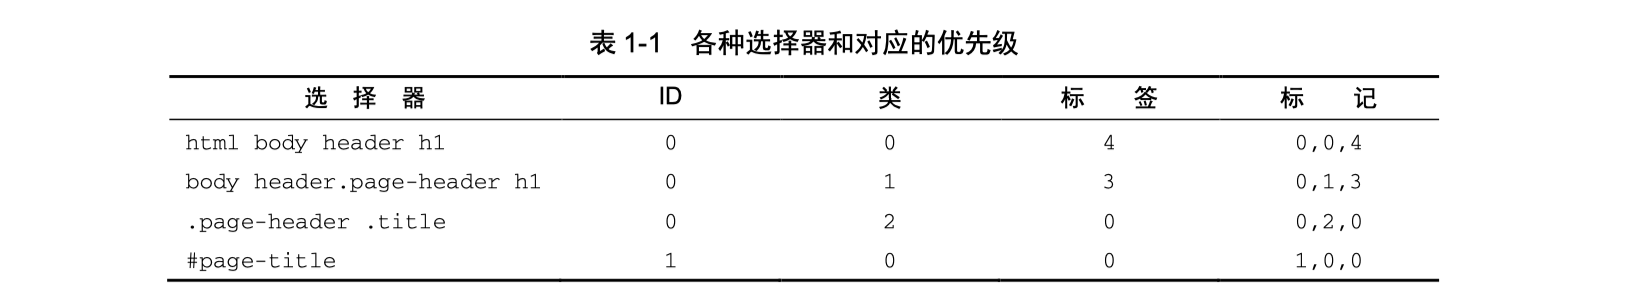 表 1-1 各种选择器和对应的优先级
选 择 器 ID 类 标 签 标 记
html body header h1 0 0 4 0,0,4
body header.page-header h1 0 1 3 0,1,3
.page-header .title 0 2 0 0,2,0
#page-title 1 0 0 1,0,0